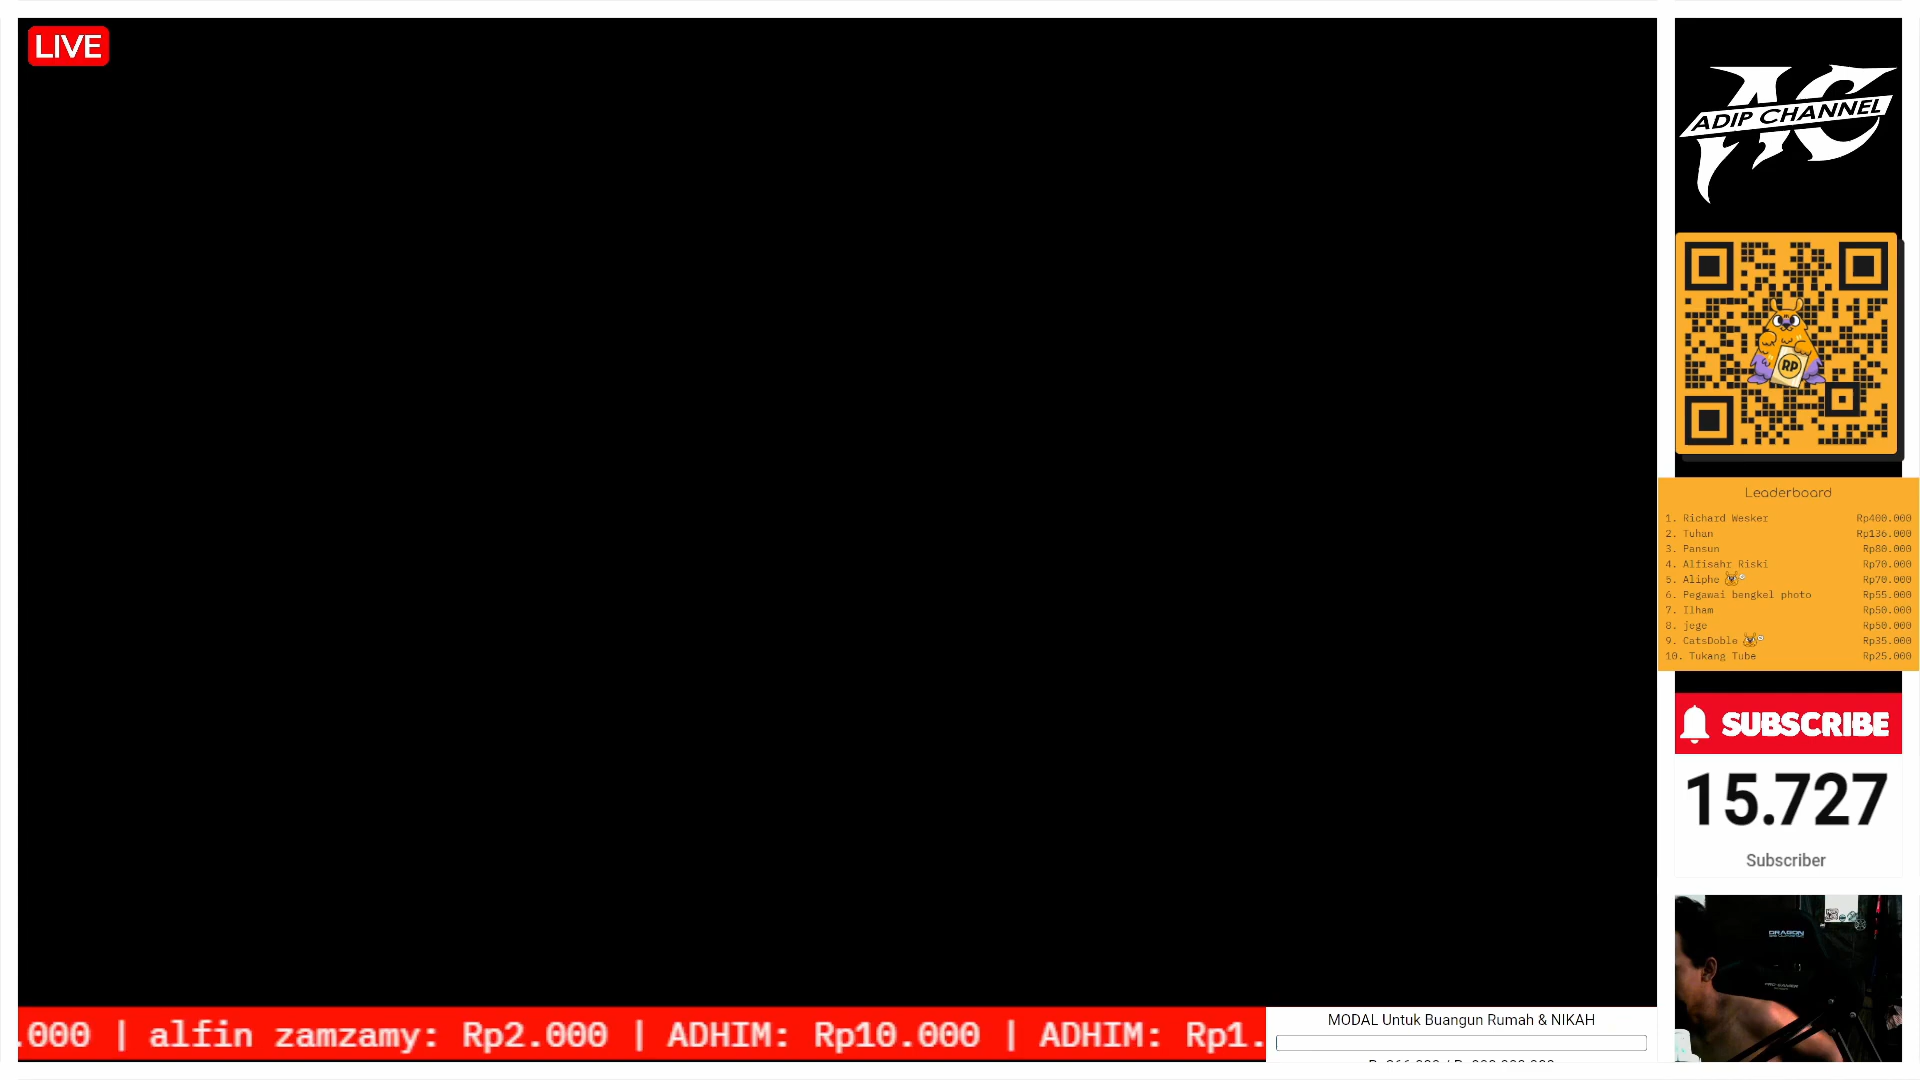 LIVE
ADIP CHANNEL
RP
Leaderboard
1. Richard Wesker Rp400.000
2. Tuhan Rp136.000
3. Pansun Rp80.000
4. Alfisahr Riski Rp70.000
5. Aliphe Rp70.000
6. Pegawai bengkel photo Rp55.000
7. Ilham Rp50.000
8. jege Rp50.000
9. CatsDoble Rp35.000
10. Tukang Tube Rp25.000
SUBSCRIBE
15.727
Subscriber
DRAGON
.000 | alfin zamzamy: Rp2.000 | ADHIM: Rp10.000 | ADHIM: Rp1.
MODAL Untuk Buangun Rumah & NIKAH